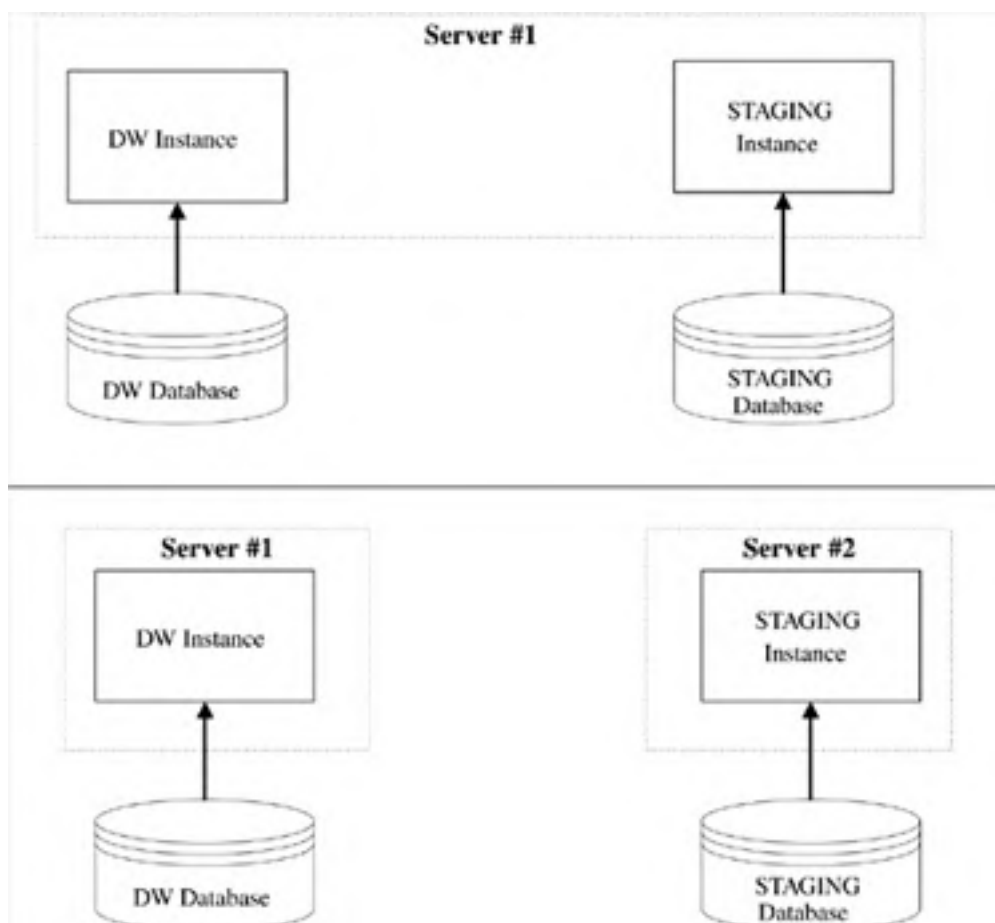 Server #1
DW Instance
STAGING
Instance
DW Database
STAGING
Database
Server #1
Server #2
DW Instance
STAGING
Instance
DW Database
STAGING
Database